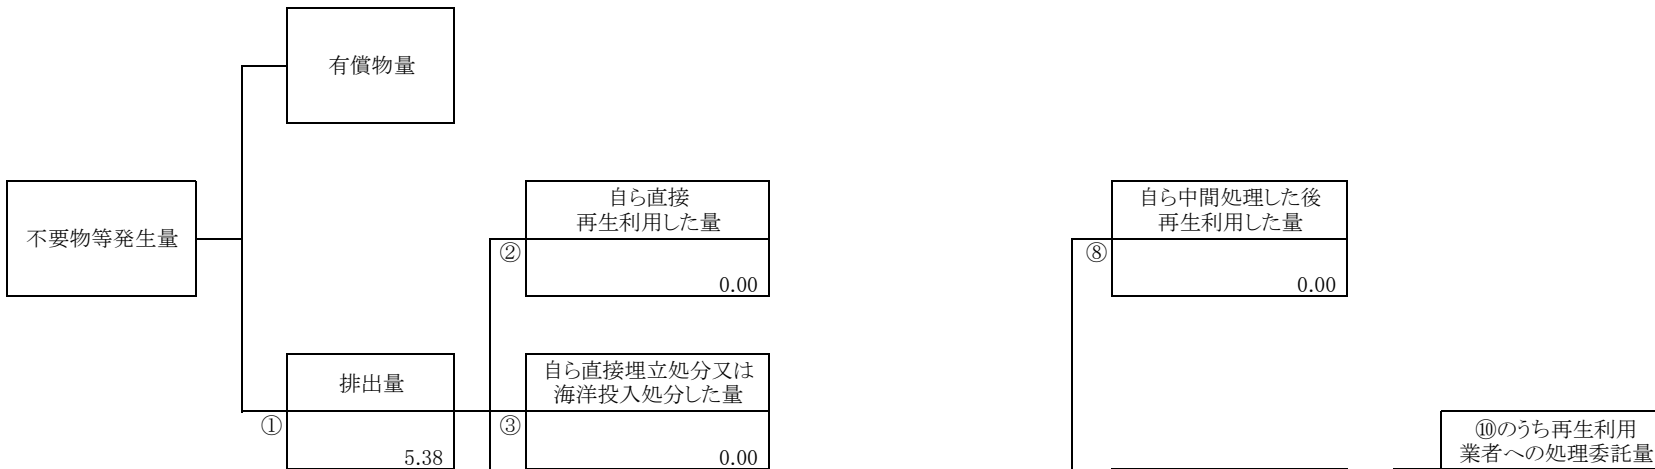 有償物量
不要物等発生量
自ら直接
再生利用した量
②
0.00
自ら中間処理した後
再生利用した量
⑧
0.00
排出量
①
5.38
自ら直接埋立処分又は
海洋投入処分した量
③
0.00
⑩のうち再生利用
業者への処理委託量